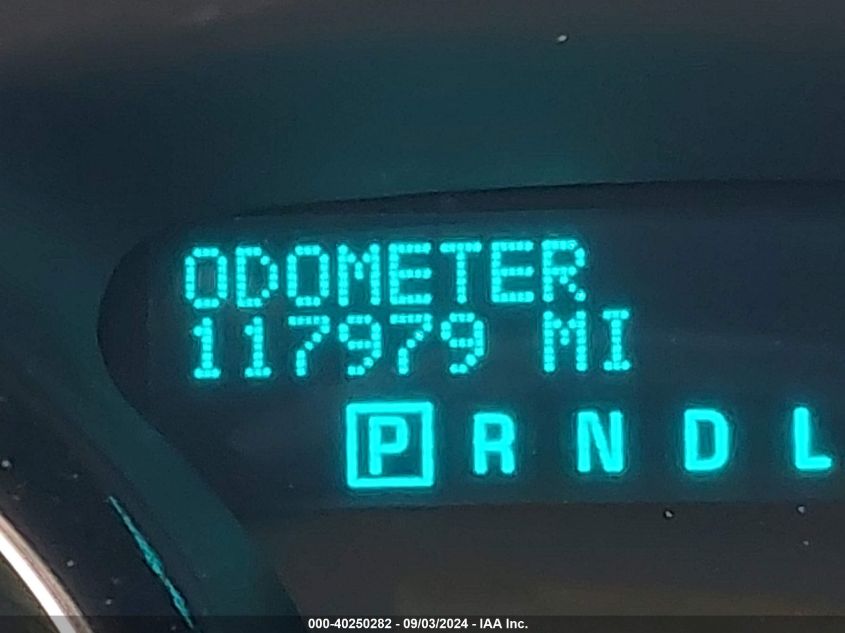 ODOMETER
117979 MI
P R N D L
000-40250282 - 09/03/2024 - IAA Inc.